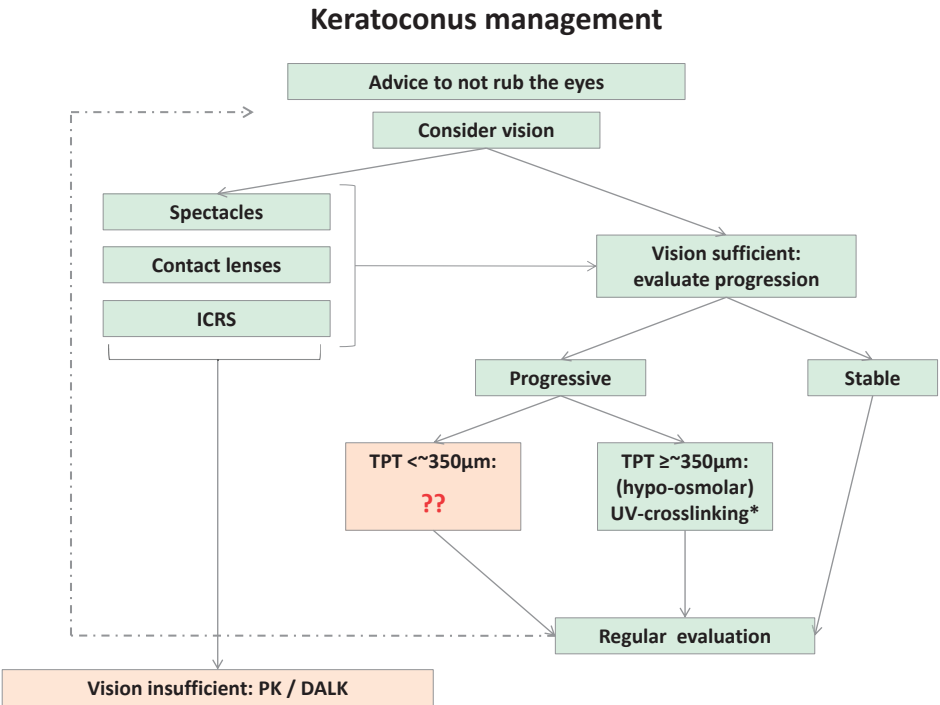 Keratoconus management
Advice to not rub the eyes
Consider vision
Spectacles
Contact lenses
ICRS
Vision sufficient:
evaluate progression
Progressive
Stable
TPT <~350µm:
??
TPT ≥~350µm:
(hypo-osmolar)
UV-crosslinking*
Regular evaluation
Vision insufficient: PK / DALK